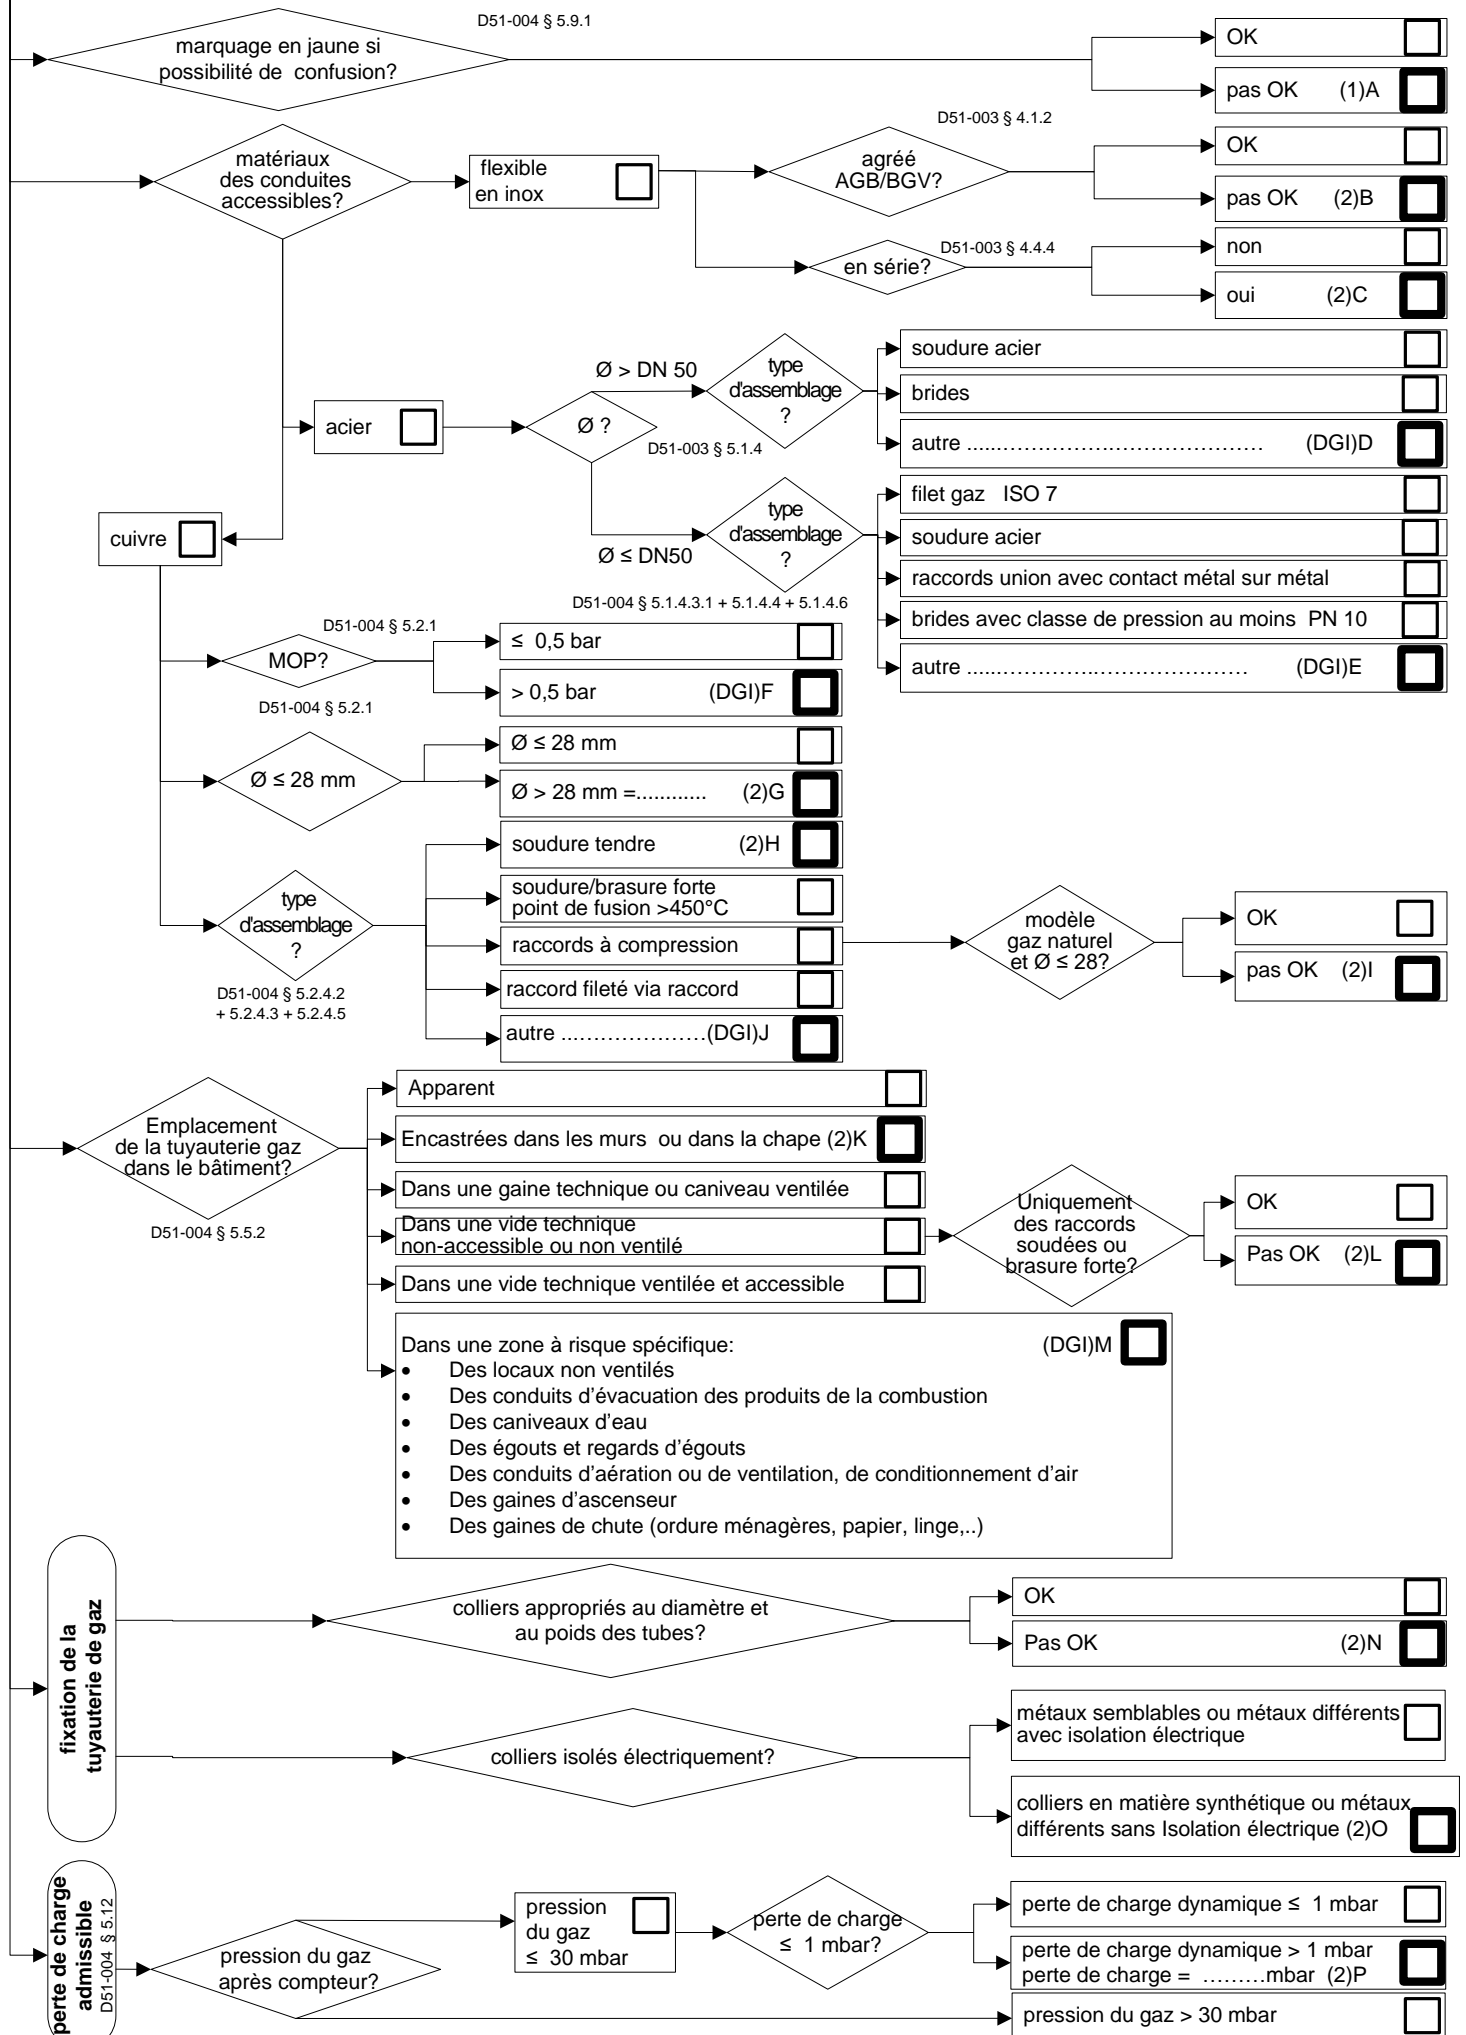 D51-004 § 5.9.1
marquage en jaune si
possibilité de confusion?
OK
pas OK (1)A
matériaux
des conduites
accessibles?
flexible
en inox
D51-003 § 4.1.2
agréé
AGB/BGV?
OK
pas OK (2)B
en série?
D51-003 § 4.4.4
non
oui (2)C
acier
Ø ?
D51-003 § 5.1.4
Ø > DN 50
type
d'assemblage
?
soudure acier
brides
autre ......……………………………… (DGI)D
Ø ≤ DN50
type
d'assemblage
?
D51-004 § 5.1.4.3.1 + 5.1.4.4 + 5.1.4.6
filet gaz ISO 7
soudure acier
raccords union avec contact métal sur métal
brides avec classe de pression au moins PN 10
autre ......…………………………… (DGI)E
cuivre
D51-004 § 5.2.1
MOP?
D51-004 § 5.2.1
≤ 0,5 bar
> 0,5 bar (DGI)F
Ø ≤ 28 mm
Ø ≤ 28 mm
Ø > 28 mm =............ (2)G
type
d'assemblage
?
D51-004 § 5.2.4.2
+ 5.2.4.3 + 5.2.4.5
soudure tendre (2)H
soudure/brasure forte
point de fusion >450°C
raccords à compression
raccord fileté via raccord
autre ...…………………(DGI)J
modèle
gaz naturel
et Ø ≤ 28?
OK
pas OK (2)I
Emplacement
de la tuyauterie gaz
dans le bâtiment?
D51-004 § 5.5.2
Apparent
Encastrées dans les murs ou dans la chape (2)K
Dans une gaine technique ou caniveau ventilée
Dans une vide technique
non-accessible ou non ventilé
Dans une vide technique ventilée et accessible
Uniquement
des raccords
soudées ou
brasure forte?
OK
Pas OK (2)L
Dans une zone à risque spécifique: (DGI)M
• Des locaux non ventilés
• Des conduits d’évacuation des produits de la combustion
• Des caniveaux d’eau
• Des égouts et regards d’égouts
• Des conduits d’aération ou de ventilation, de conditionnement d’air
• Des gaines d’ascenseur
• Des gaines de chute (ordure ménagères, papier, linge,..)
fixation de la
tuyauterie de gaz
colliers appropriés au diamètre et
au poids des tubes?
OK
Pas OK (2)N
colliers isolés électriquement?
métaux semblables ou métaux différents
avec isolation électrique
colliers en matière synthétique ou métaux
différents sans Isolation électrique (2)O
perte de charge
admissible
D51-004 § 5.12
pression du gaz
après compteur?
pression
du gaz
≤ 30 mbar
perte de charge
≤ 1 mbar?
perte de charge dynamique ≤ 1 mbar
perte de charge dynamique > 1 mbar
perte de charge = ………mbar (2)P
pression du gaz > 30 mbar